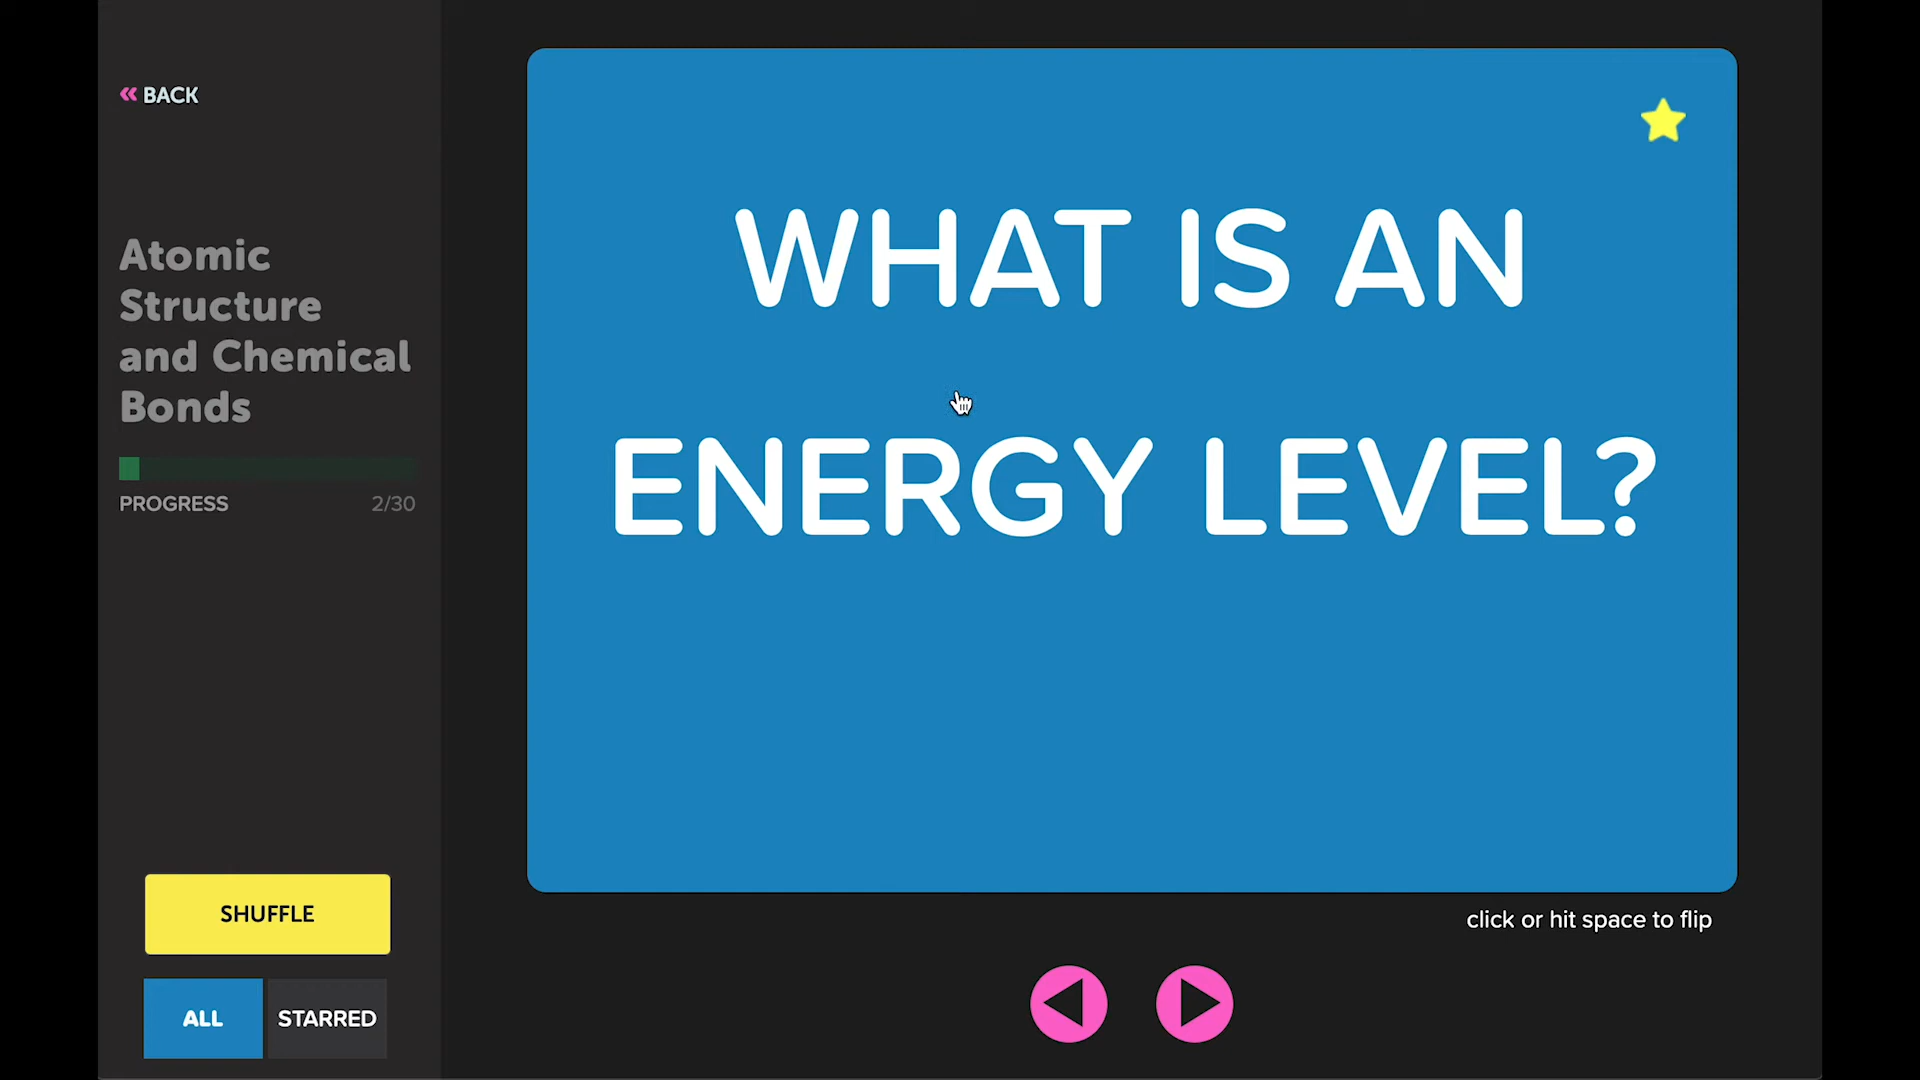 BACK
Atomic
Structure
and Chemical
Bonds
PROGRESS 2/30
SHUFFLE
ALL STARRED
WHAT IS AN
ENERGY LEVEL?
click or hit space to flip